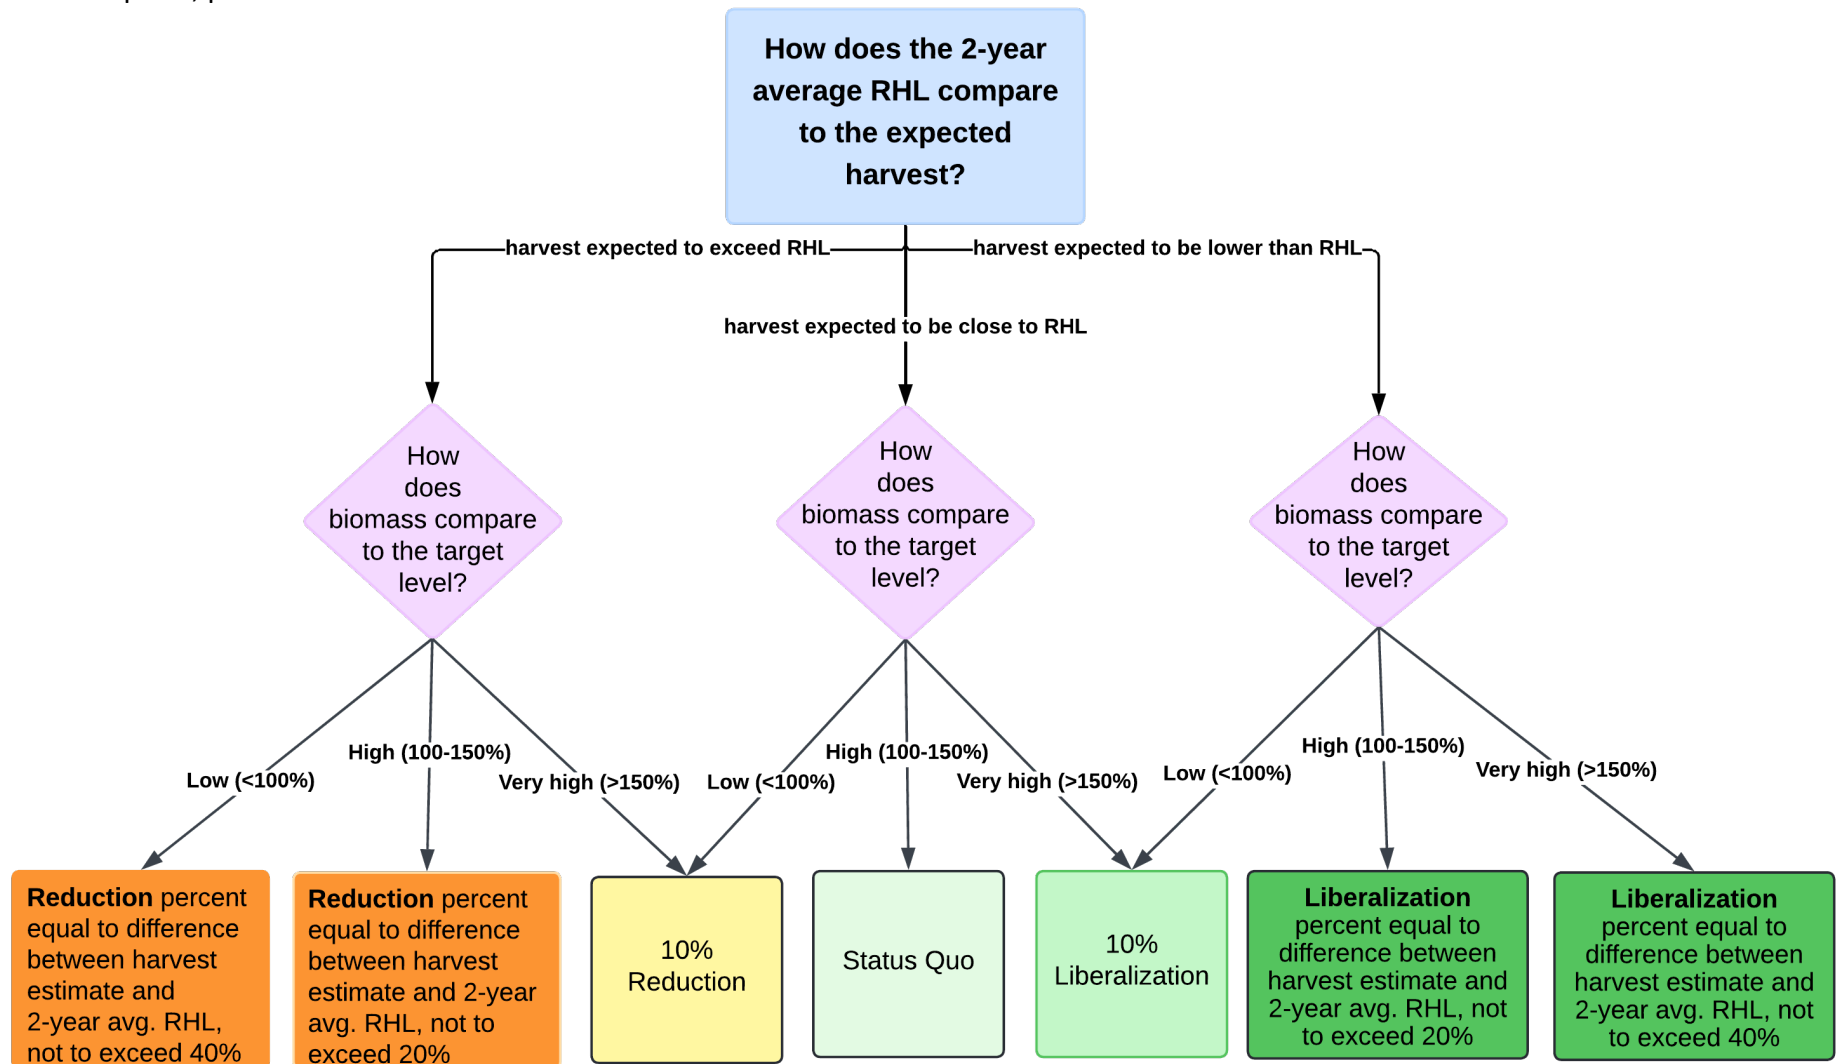 How does the 2-year
average RHL compare
to the expected
harvest?
harvest expected to exceed RHL
harvest expected to be lower than RHL
harvest expected to be close to RHL
How
does
biomass compare
to the target
level?
How
does
biomass compare
to the target
level?
How
does
biomass compare
to the target
level?
Low (<100%)
High (100-150%)
Very high (>150%)
Low (<100%)
High (100-150%)
Very high (>150%)
Low (<100%)
High (100-150%)
Very high (>150%)
Reduction percent
equal to difference
between harvest
estimate and
2-year avg. RHL,
not to exceed 40%
Reduction percent
equal to difference
between harvest
estimate and 2-year
avg. RHL, not to
exceed 20%
10%
Reduction
Status Quo
10%
Liberalization
Liberalization
percent equal to
difference between
harvest estimate and
2-year avg. RHL, not
to exceed 20%
Liberalization
percent equal to
difference between
harvest estimate and
2-year avg. RHL, not
to exceed 40%